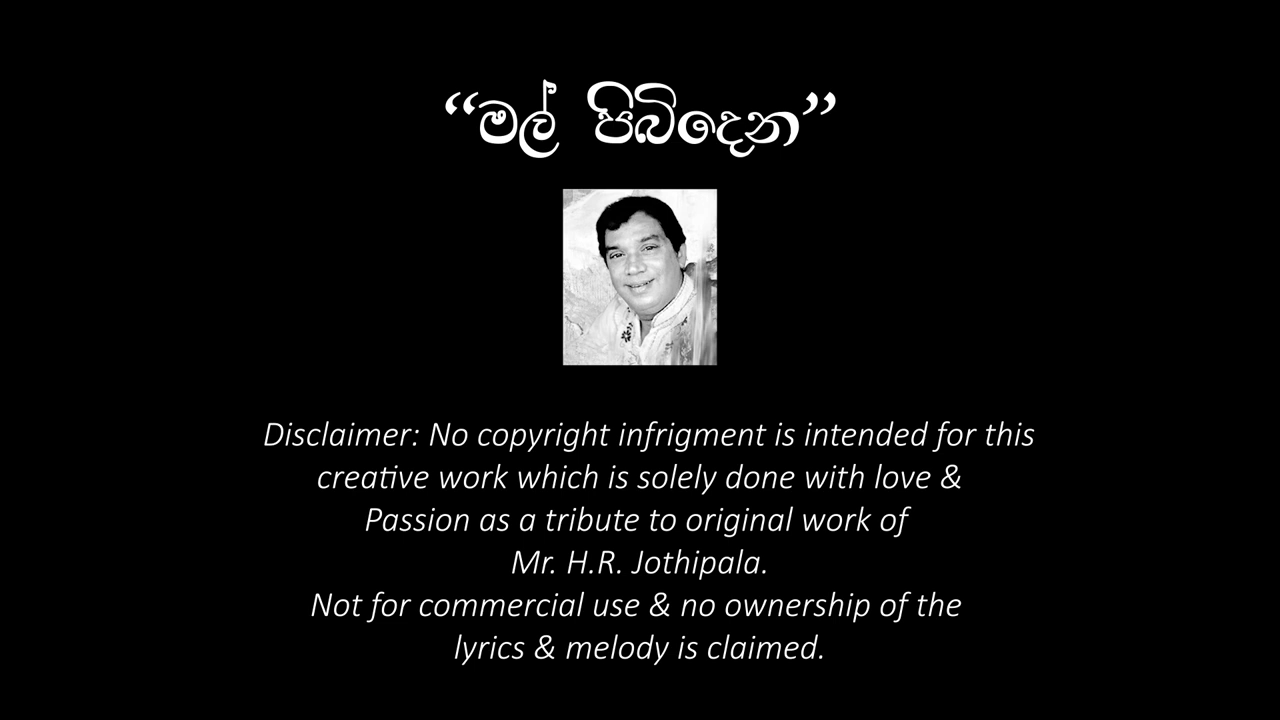 “මල් පිබිදෙන”
Disclaimer: No copyright infrigment is intended for this
creative work which is solely done with love &
Passion as a tribute to original work of
Mr. H.R. Jothipala.
Not for commercial use & no ownership of the
lyrics & melody is claimed.